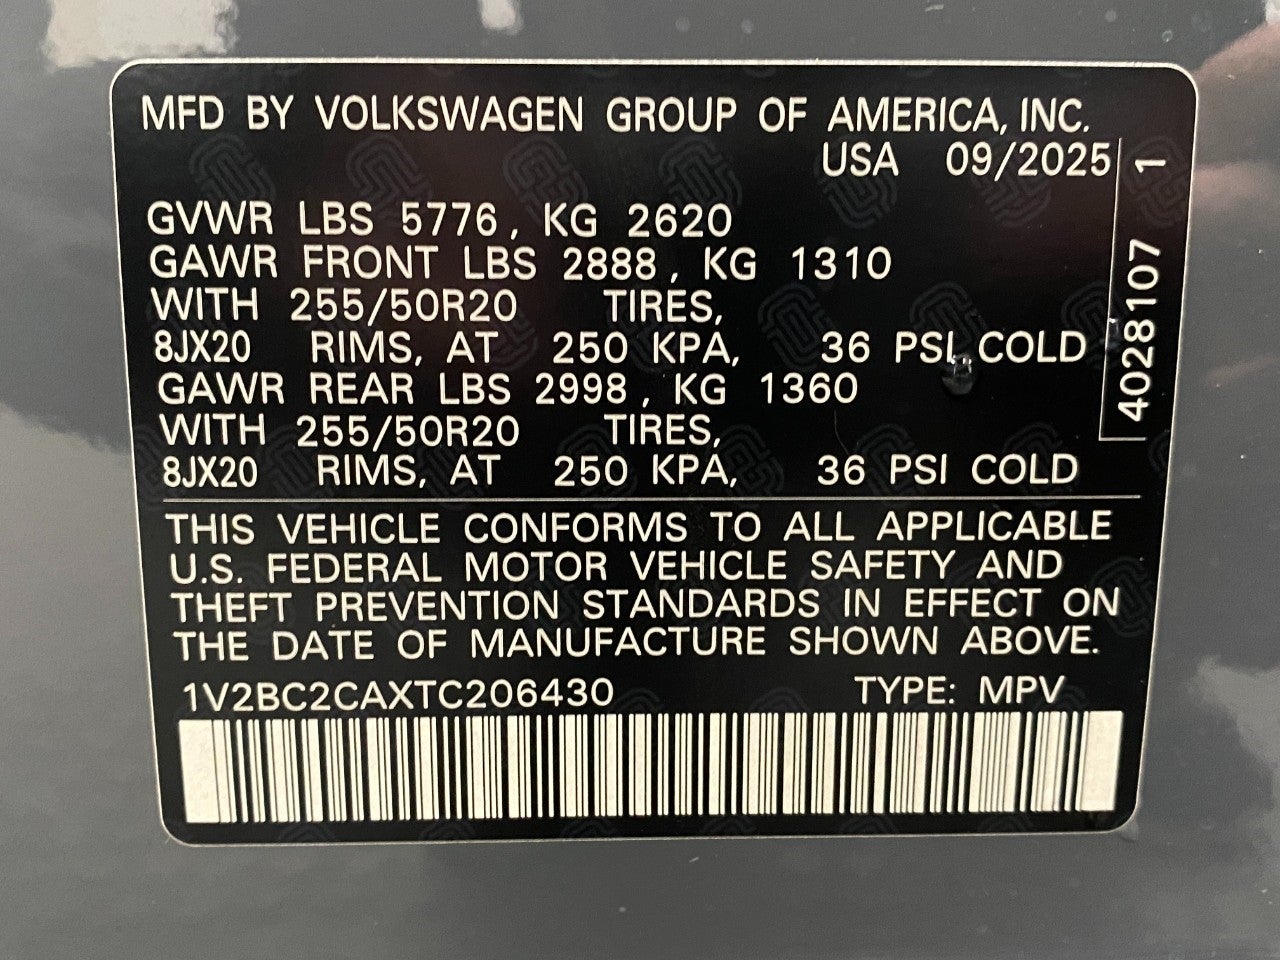 MFD BY VOLKSWAGEN GROUP OF AMERICA, INC.
USA 09/2025
GVWR LBS 5776, KG 2620
GAWR FRONT LBS 2888, KG 1310
WITH 255/50R20 TIRES,
8JX20 RIMS, AT 250 KPA, 36 PSI COLD
GAWR REAR LBS 2998, KG 1360
WITH 255/50R20 TIRES,
8JX20 RIMS, AT 250 KPA, 36 PSI COLD
4028107 1
THIS VEHICLE CONFORMS TO ALL APPLICABLE
U.S. FEDERAL MOTOR VEHICLE SAFETY AND
THEFT PREVENTION STANDARDS IN EFFECT ON
THE DATE OF MANUFACTURE SHOWN ABOVE.
1V2BC2CAXTC206430 TYPE: MPV